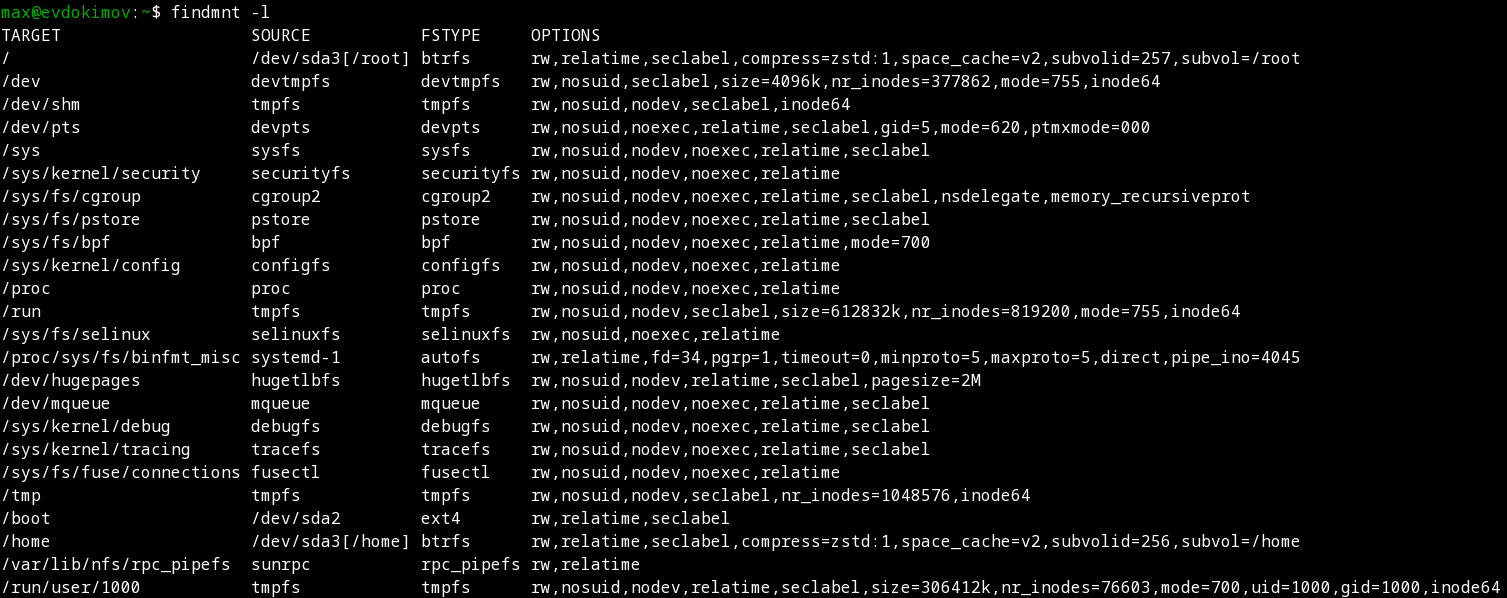 max@evdokimov:~$ findmnt -l
TARGET                   SOURCE           FSTYPE     OPTIONS
/                        /dev/sda3[/root] btrfs      rw,relatime,seclabel,compress=zstd:1,space_cache=v2,subvolid=257,subvol=/root
/dev                     devtmpfs         devtmpfs   rw,nosuid,seclabel,size=4096k,nr_inodes=377862,mode=755,inode64
/dev/shm                 tmpfs            tmpfs      rw,nosuid,nodev,seclabel,inode64
/dev/pts                 devpts           devpts     rw,nosuid,noexec,relatime,seclabel,gid=5,mode=620,ptmxmode=000
/sys                     sysfs            sysfs      rw,nosuid,nodev,noexec,relatime,seclabel
/sys/kernel/security     securityfs       securityfs rw,nosuid,nodev,noexec,relatime
/sys/fs/cgroup           cgroup2          cgroup2    rw,nosuid,nodev,noexec,relatime,seclabel,nsdelegate,memory_recursiveprot
/sys/fs/pstore           pstore           pstore     rw,nosuid,nodev,noexec,relatime,seclabel
/sys/fs/bpf              bpf              bpf        rw,nosuid,nodev,noexec,relatime,mode=700
/sys/kernel/config       configfs         configfs   rw,nosuid,nodev,noexec,relatime
/proc                    proc             proc       rw,nosuid,nodev,noexec,relatime
/run                     tmpfs            tmpfs      rw,nosuid,nodev,seclabel,size=612832k,nr_inodes=819200,mode=755,inode64
/sys/fs/selinux          selinuxfs        selinuxfs  rw,nosuid,noexec,relatime
/proc/sys/fs/binfmt_misc systemd-1        autofs     rw,relatime,fd=34,pgrp=1,timeout=0,minproto=5,maxproto=5,direct,pipe_ino=4045
/dev/hugepages           hugetlbfs        hugetlbfs  rw,nosuid,nodev,relatime,seclabel,pagesize=2M
/dev/mqueue              mqueue           mqueue     rw,nosuid,nodev,noexec,relatime,seclabel
/sys/kernel/debug        debugfs          debugfs    rw,nosuid,nodev,noexec,relatime,seclabel
/sys/kernel/tracing      tracefs          tracefs    rw,nosuid,nodev,noexec,relatime,seclabel
/sys/fs/fuse/connections fusectl          fusectl    rw,nosuid,nodev,noexec,relatime
/tmp                     tmpfs            tmpfs      rw,nosuid,nodev,seclabel,nr_inodes=1048576,inode64
/boot                    /dev/sda2        ext4       rw,relatime,seclabel
/home                    /dev/sda3[/home] btrfs      rw,relatime,seclabel,compress=zstd:1,space_cache=v2,subvolid=256,subvol=/home
/var/lib/nfs/rpc_pipefs  sunrpc           rpc_pipefs rw,relatime
/run/user/1000           tmpfs            tmpfs      rw,nosuid,nodev,relatime,seclabel,size=306412k,nr_inodes=76603,mode=700,uid=1000,gid=1000,inode64